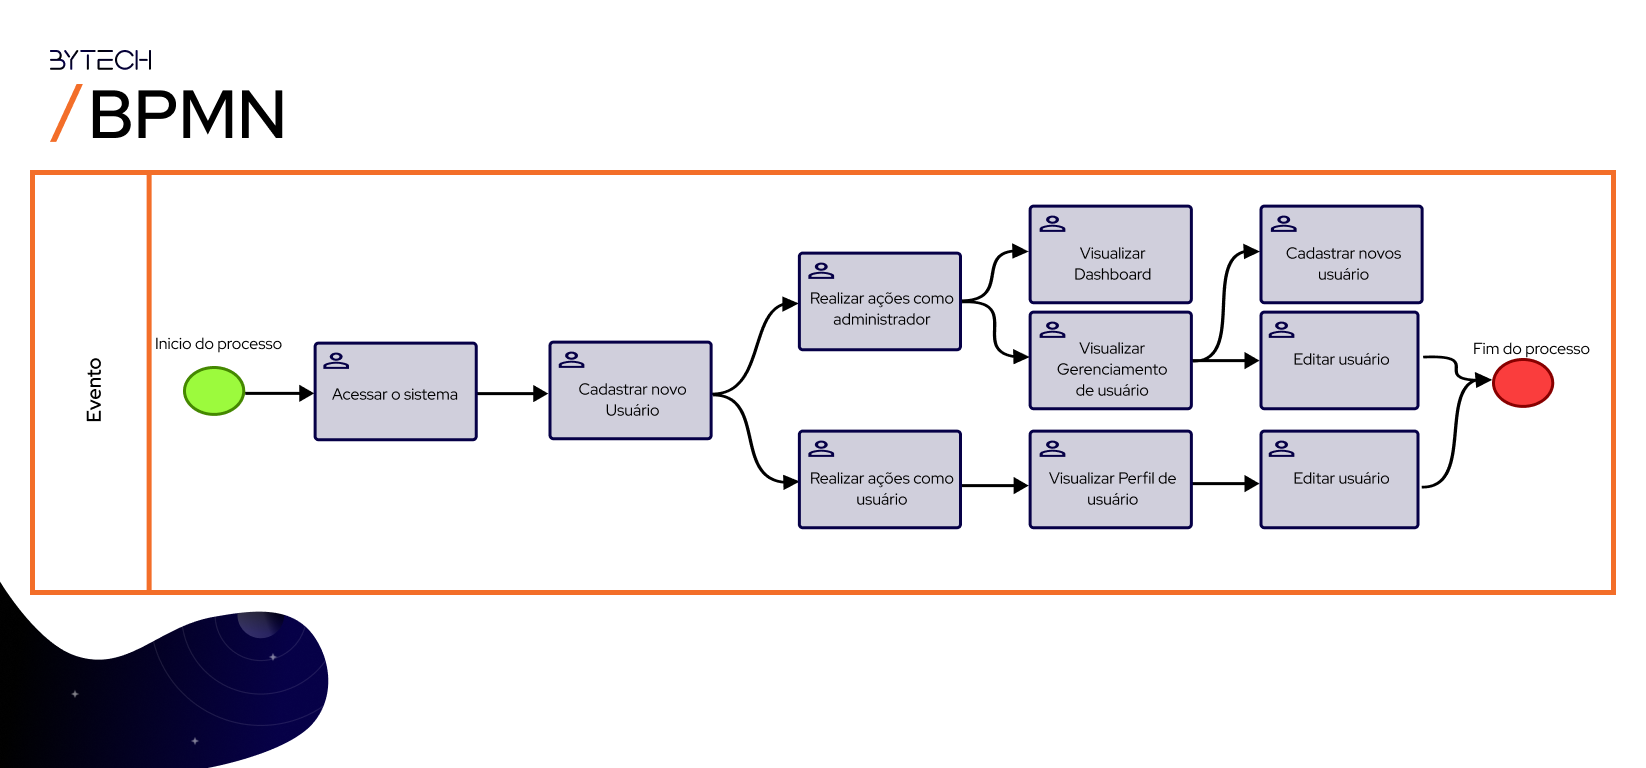 BYTECH
/BPMN
Evento
Inicio do processo
Acessar o sistema
Cadastrar novo
Usuário
Realizar ações como
administrador
Realizar ações como
usuário
Visualizar
Dashboard
Visualizar
Gerenciamento
de usuário
Visualizar Perfil de
usuário
Cadastrar novos
usuário
Editar usuário
Editar usuário
Fim do processo